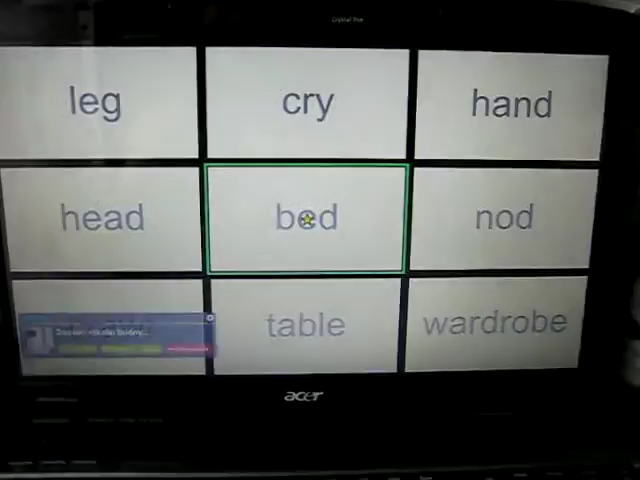 leg cry hand
head bed nod
table wardrobe
acer